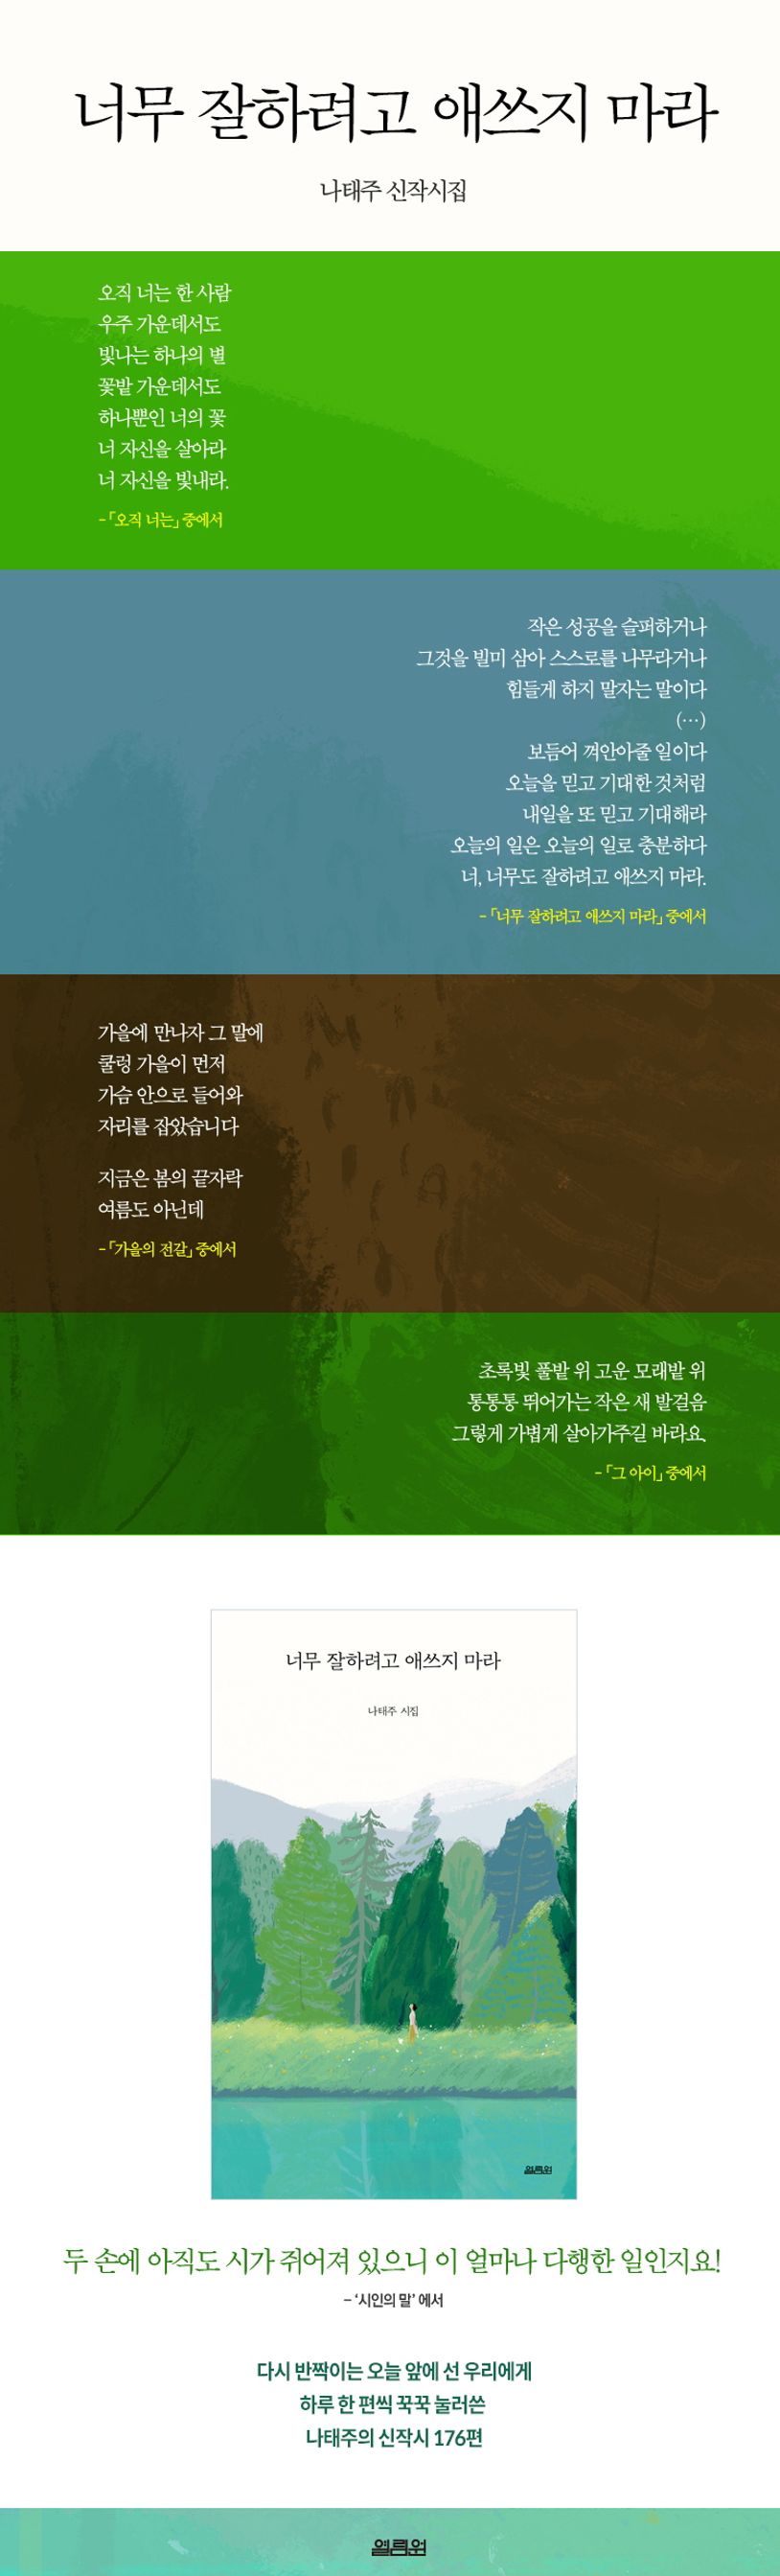 너무 잘하려고 애쓰지 마라
나태주 신작시집
오직 너는 한 사람
우주 가운데서도
빛나는 하나의 별
꽃밭 가운데서도
하나뿐인 너의 꽃
너 자신을 살아라
너 자신을 빛내라.
-「오직 너는」 중에서
작은 성공을 슬퍼하거나
그것을 빌미 삼아 스스로를 나무라거나
힘들게 하지 말자는 말이다
(…)
보듬어 껴안아줄 일이다
오늘을 믿고 기대한 것처럼
내일을 또 믿고 기대해라
오늘의 일은 오늘의 일로 충분하다
너, 너무도 잘하려고 애쓰지 마라.
-「너무 잘하려고 애쓰지 마라」 중에서
가을에 만나자 그 말에
쿨렁 가을이 먼저
가슴 안으로 들어와
자리를 잡았습니다
지금은 봄의 끝자락
여름도 아닌데
-「가을의 전갈」 중에서
초록빛 풀밭 위 고운 모래밭 위
통통통 뛰어가는 작은 새 발걸음
그렇게 가볍게 살아가주길 바라요.
-「그 아이」 중에서
너무 잘하려고 애쓰지 마라
나태주 시집
열림원
두 손에 아직도 시가 쥐어져 있으니 이 얼마나 다행한 일인지요!
– ‘시인의 말’ 에서
다시 반짝이는 오늘 앞에 선 우리에게
하루 한 편씩 꾹꾹 눌러쓴
나태주의 신작시 176편
열림원